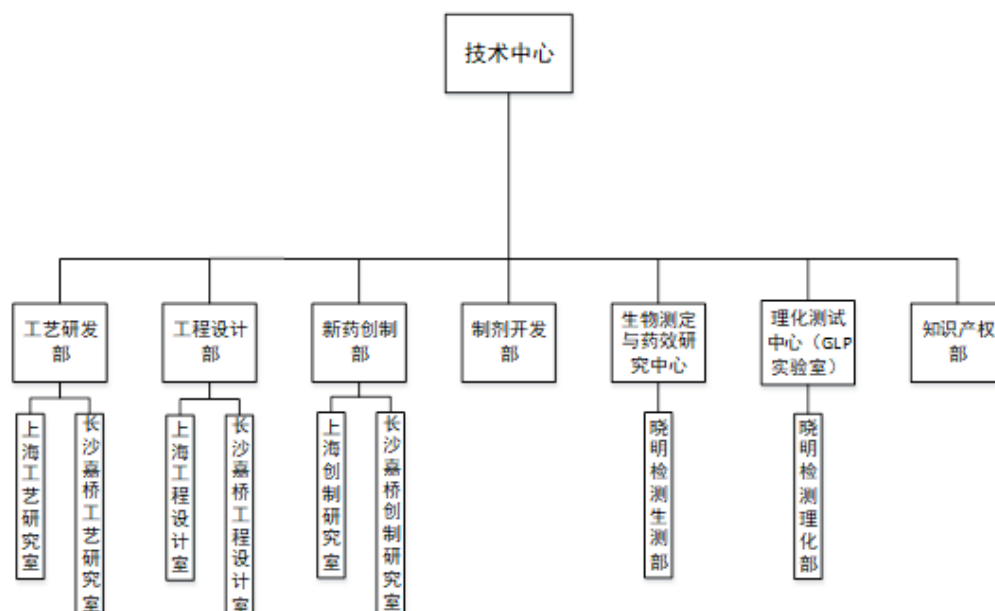 技术中心
工艺研发
部
工程设计
部
新药创制
部
制剂开发
部
生物测定
与药效研
究中心
理化测试
中心（GLP
实验室）
知识产权
部
上海工艺研究室
长沙嘉桥工艺研究室
上海工程设计室
长沙嘉桥工程设计室
上海创制研究室
长沙嘉桥创制研究室
晓明检测生测部
晓明检测理化部